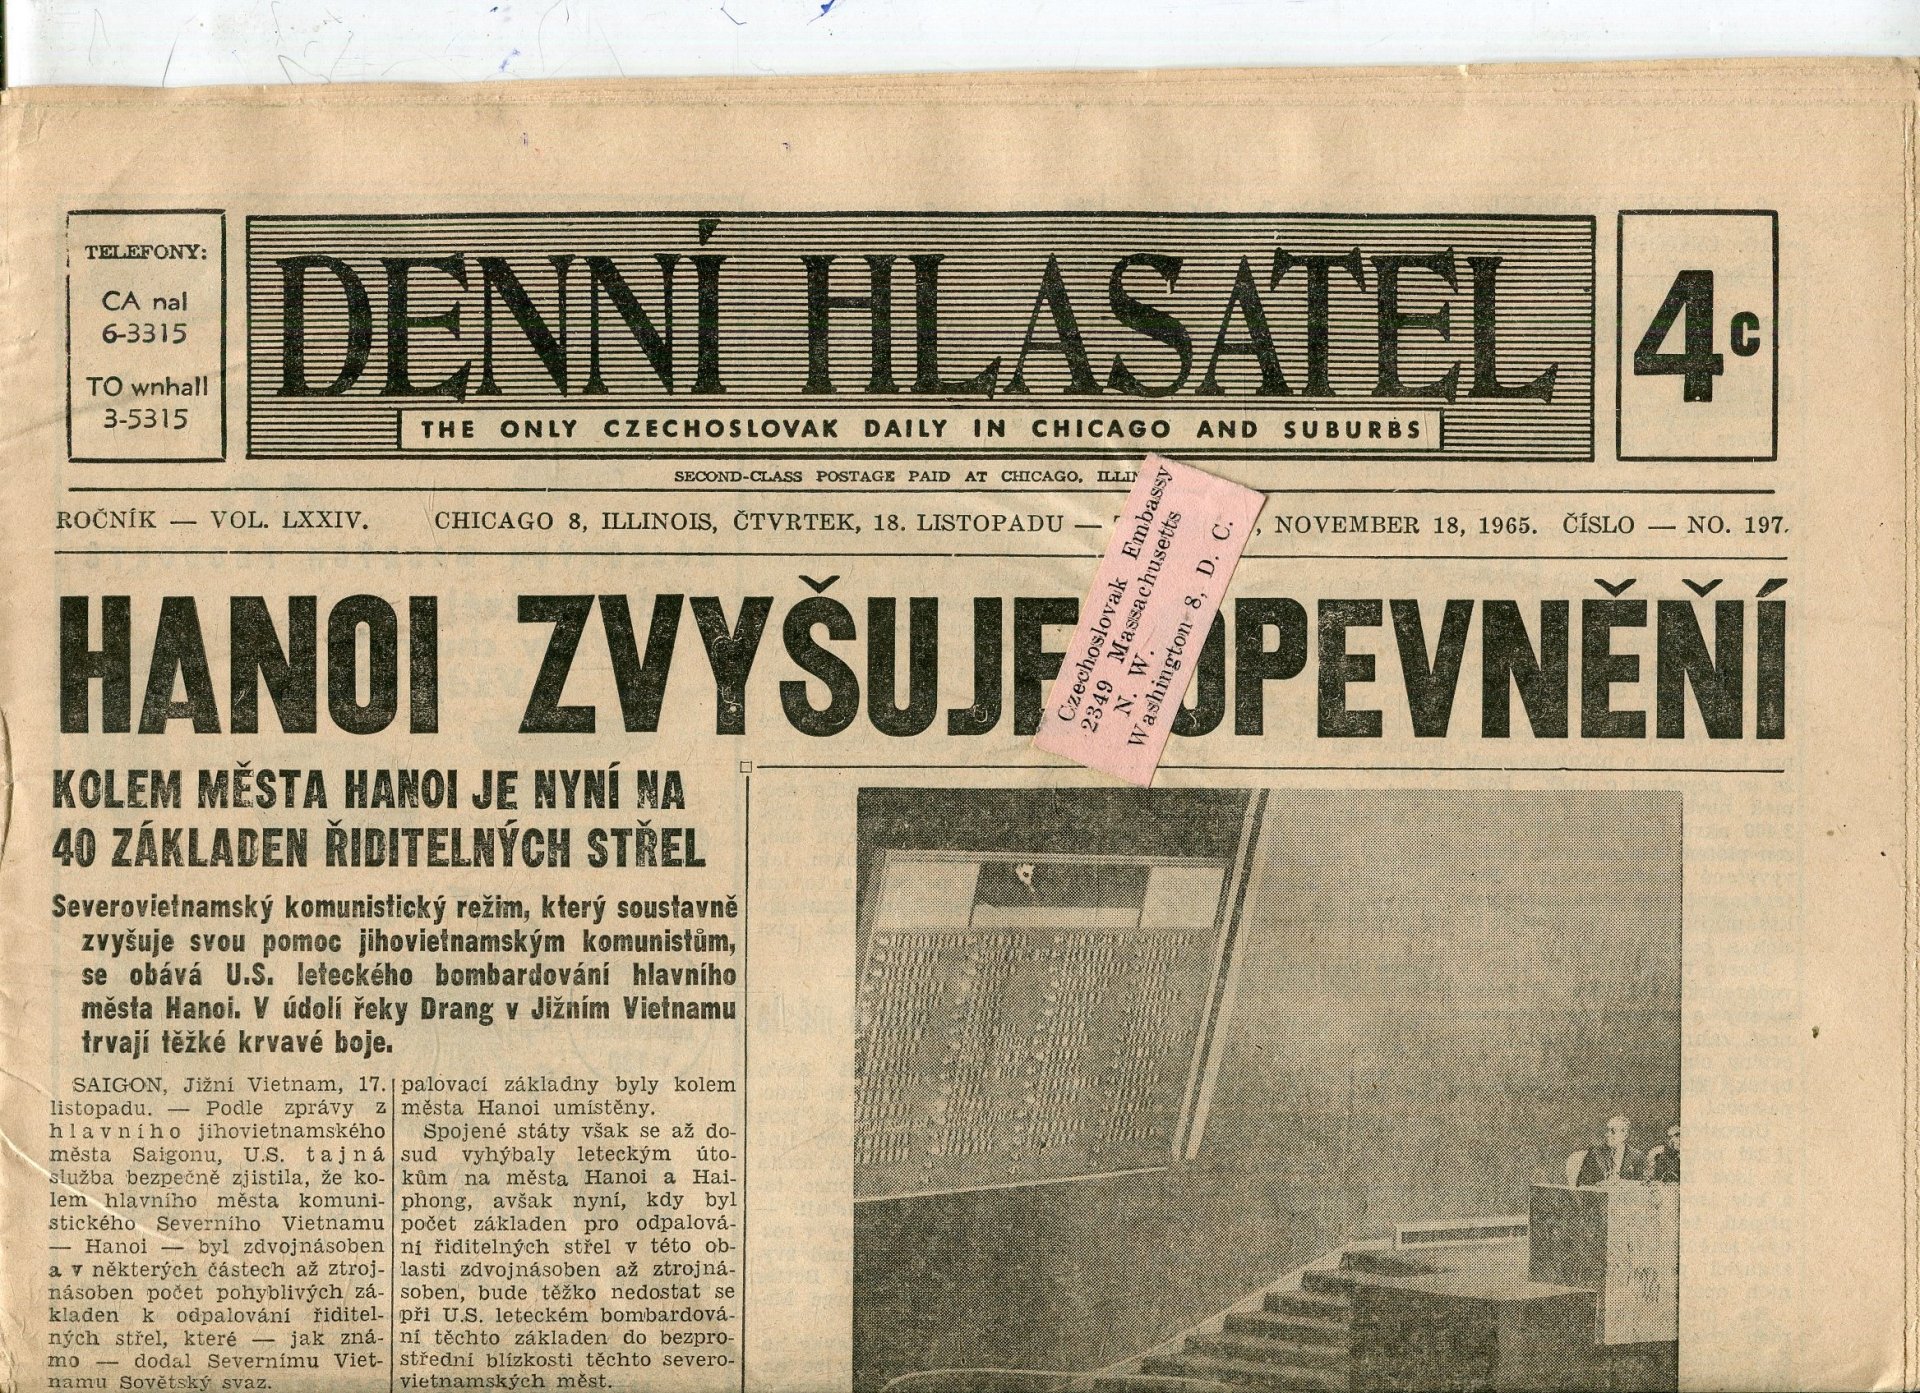 TELEFONY:
CA nal
6-3315
TO wnhall
3-5315
DENNÍ HLASATEL
THE ONLY CZECHOSLOVAK DAILY IN CHICAGO AND SUBURBS
4c
SECOND-CLASS POSTAGE PAID AT CHICAGO, ILLIN
ROČNÍK — VOL. LXXIV. CHICAGO 8, ILLINOIS, ČTVRTEK, 18. LISTOPADU — , NOVEMBER 18, 1965. ČÍSLO — NO. 197.
Czechoslovak Embassy
2349 Massachusetts
N. W.
Washington 8, D. C.
HANOI ZVYŠUJE OPEVNĚŇÍ
KOLEM MĚSTA HANOI JE NYNÍ NA
40 ZÁKLADEN ŘIDITELNÝCH STŘEL
Severovietnamský komunistický režim, který soustavně
zvyšuje svou pomoc jihovietnamským komunistům,
se obává U.S. leteckého bombardování hlavního
města Hanoi. V údolí řeky Drang v Jižním Vietnamu
trvají těžké krvavé boje.
SAIGON, Jižní Vietnam, 17.
listopadu. — Podle zprávy z
hlavního jihovietnamského
města Saigonu, U.S. tajná
služba bezpečně zjistila, že ko-
lem hlavního města komuni-
stického Severního Vietnamu
— Hanoi — byl zdvojnásoben
a v některých částech až ztroj-
násoben počet pohyblivých zá-
kladen k odpalování řiditel-
ných střel, které — jak zná-
mo — dodal Severnímu Viet-
namu Sovětský svaz.
palovací základny byly kolem
města Hanoi umístěny.
Spojené státy však se až do-
sud vyhýbaly leteckým úto-
kům na města Hanoi a Hai-
phong, avšak nyní, kdy byl
počet základen pro odpalová-
ní řiditelných střel v této ob-
lasti zdvojnásoben až ztrojná-
soben, bude těžko nedostat se
při U.S. leteckém bombardová-
ní těchto základen do bezpro-
střední blízkosti těchto severo-
vietnamských měst.